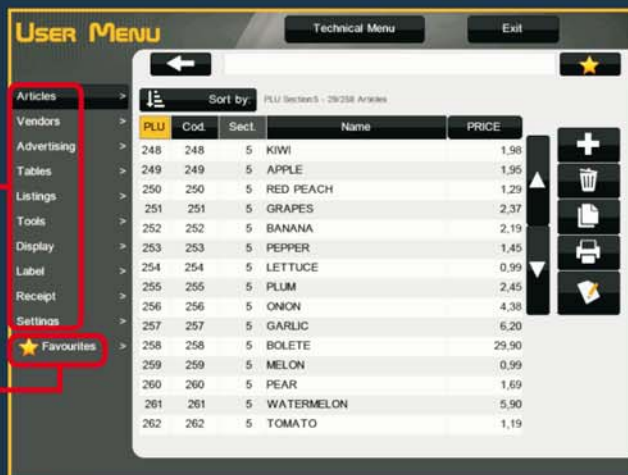 USER MENU
Technical Menu
Exit
Articles >
Vendors >
Advertising >
Tables >
Listings >
Tools >
Display >
Label >
Receipt >
Settings >
Favourites >
Sort by:
PLU Section5 - 29/258 Articles
PLU Cod. Sect. Name PRICE
248 248 5 KIWI 1,98
249 249 5 APPLE 1,95
250 250 5 RED PEACH 1,29
251 251 5 GRAPES 2,37
252 252 5 BANANA 2,19
253 253 5 PEPPER 1,45
254 254 5 LETTUCE 0,99
255 255 5 PLUM 2,45
256 256 5 ONION 4,38
257 257 5 GARLIC 6,20
258 258 5 BOLETE 29,90
259 259 5 MELON 0,99
260 260 5 PEAR 1,69
261 261 5 WATERMELON 5,90
262 262 5 TOMATO 1,19